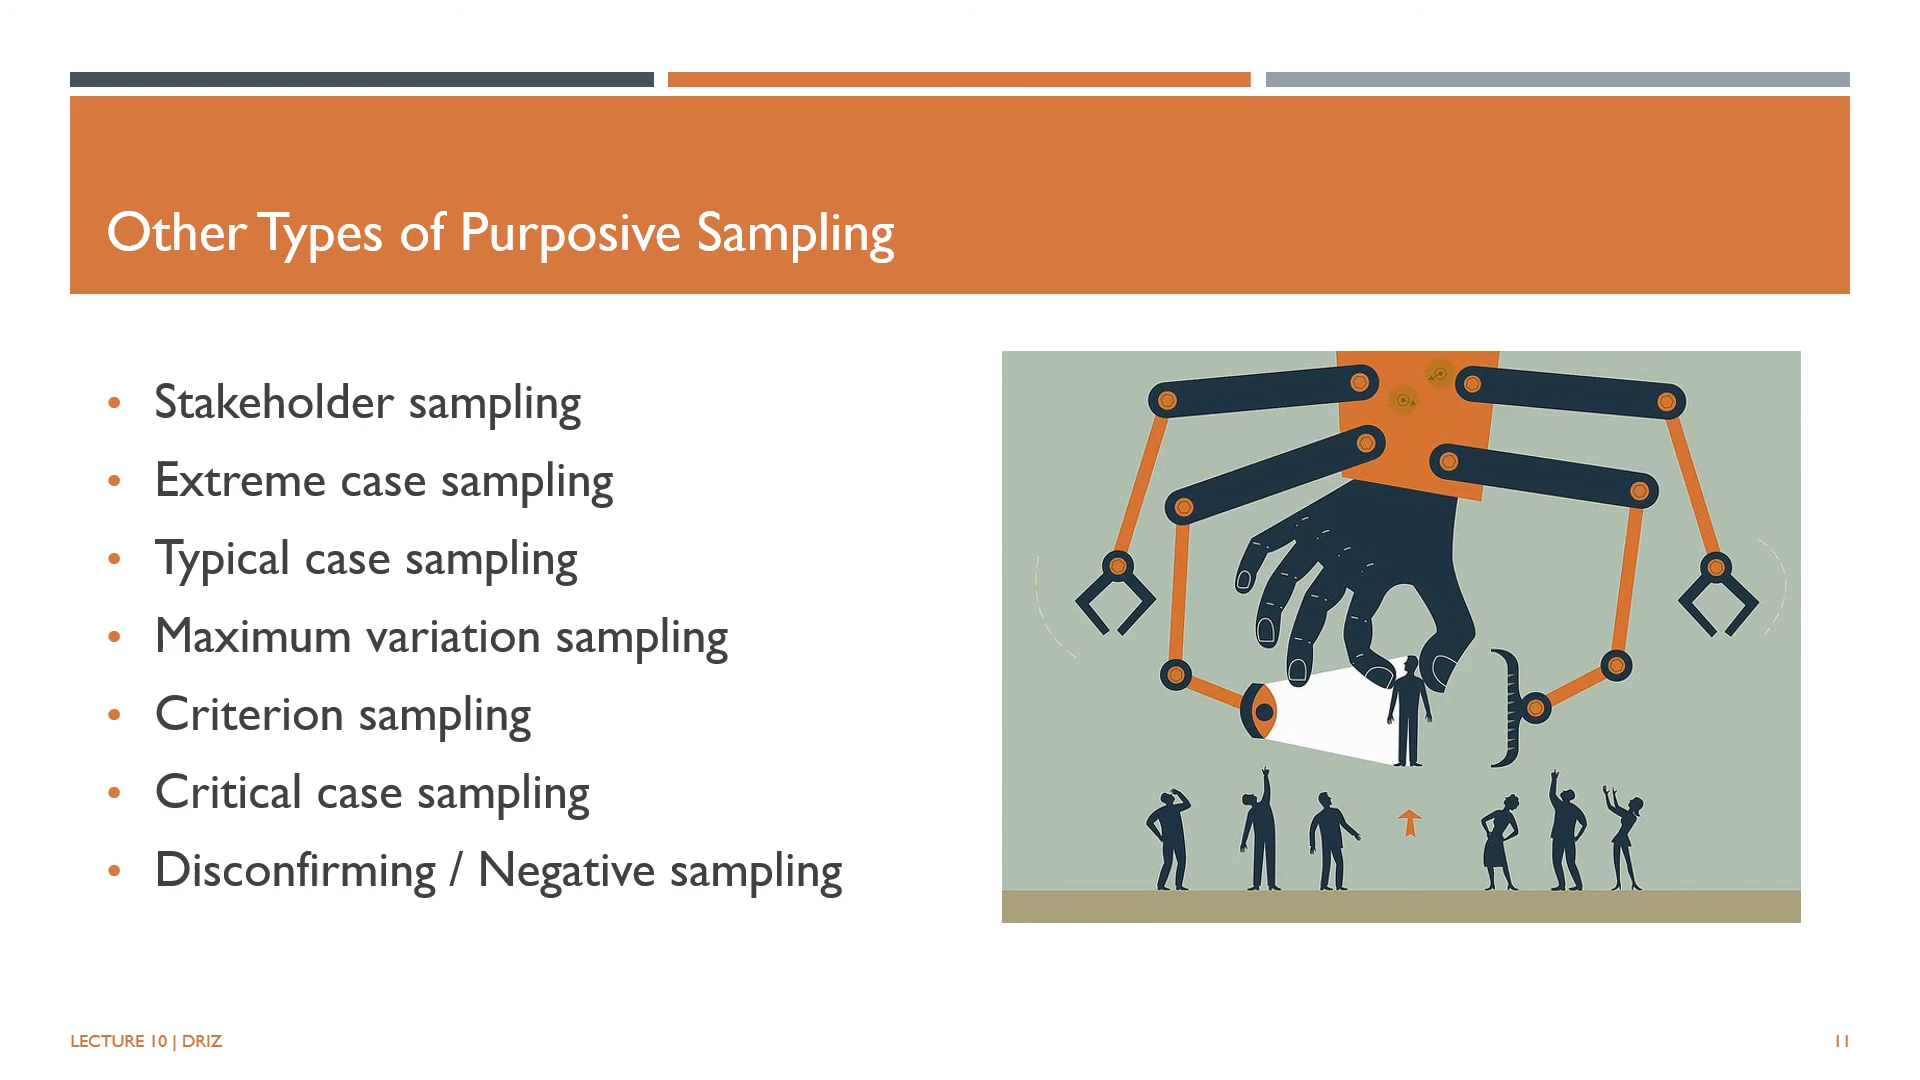 Other Types of Purposive Sampling
• Stakeholder sampling
• Extreme case sampling
• Typical case sampling
• Maximum variation sampling
• Criterion sampling
• Critical case sampling
• Disconfirming / Negative sampling
LECTURE 10 | DRIZ
11